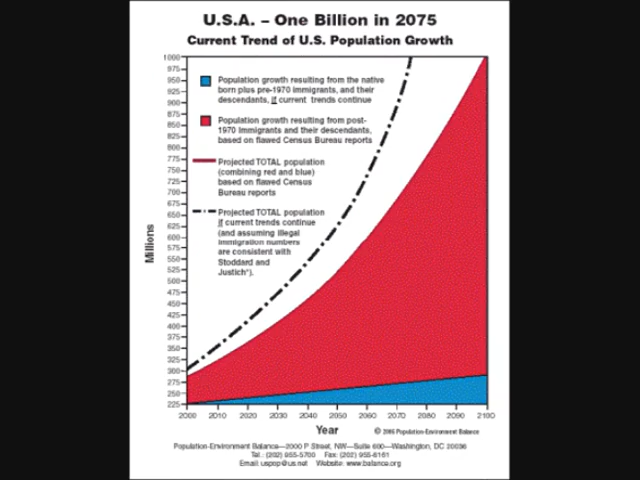 U.S.A. – One Billion in 2075
Current Trend of U.S. Population Growth
1000
975
950
925
900
875
850
825
800
775
750
725
700
675
650
625
600
575
550
525
500
475
450
425
400
375
350
325
300
275
250
225
Millions
Population growth resulting from the native
born plus pre-1970 immigrants, and their
descendants, if current trends continue
Population growth resulting from post-
1970 immigrants and their descendants,
based on flawed Census Bureau reports
Projected TOTAL population
(combining red and blue)
based on flawed Census
Bureau reports
Projected TOTAL population
if current trends continue
(and assuming illegal
immigration numbers
are consistent with
Stoddard and
Justich*).
2000 2010 2020 2030 2040 2050 2060 2070 2080 2090 2100
Year
© 2006 Population-Environment Balance
Population-Environment Balance—2000 P Street, NW—Suite 600—Washington, DC 20036
Tel.: (202) 955-5700 Fax: (202) 955-6161
Email: uspop@us.net Website: www.balance.org